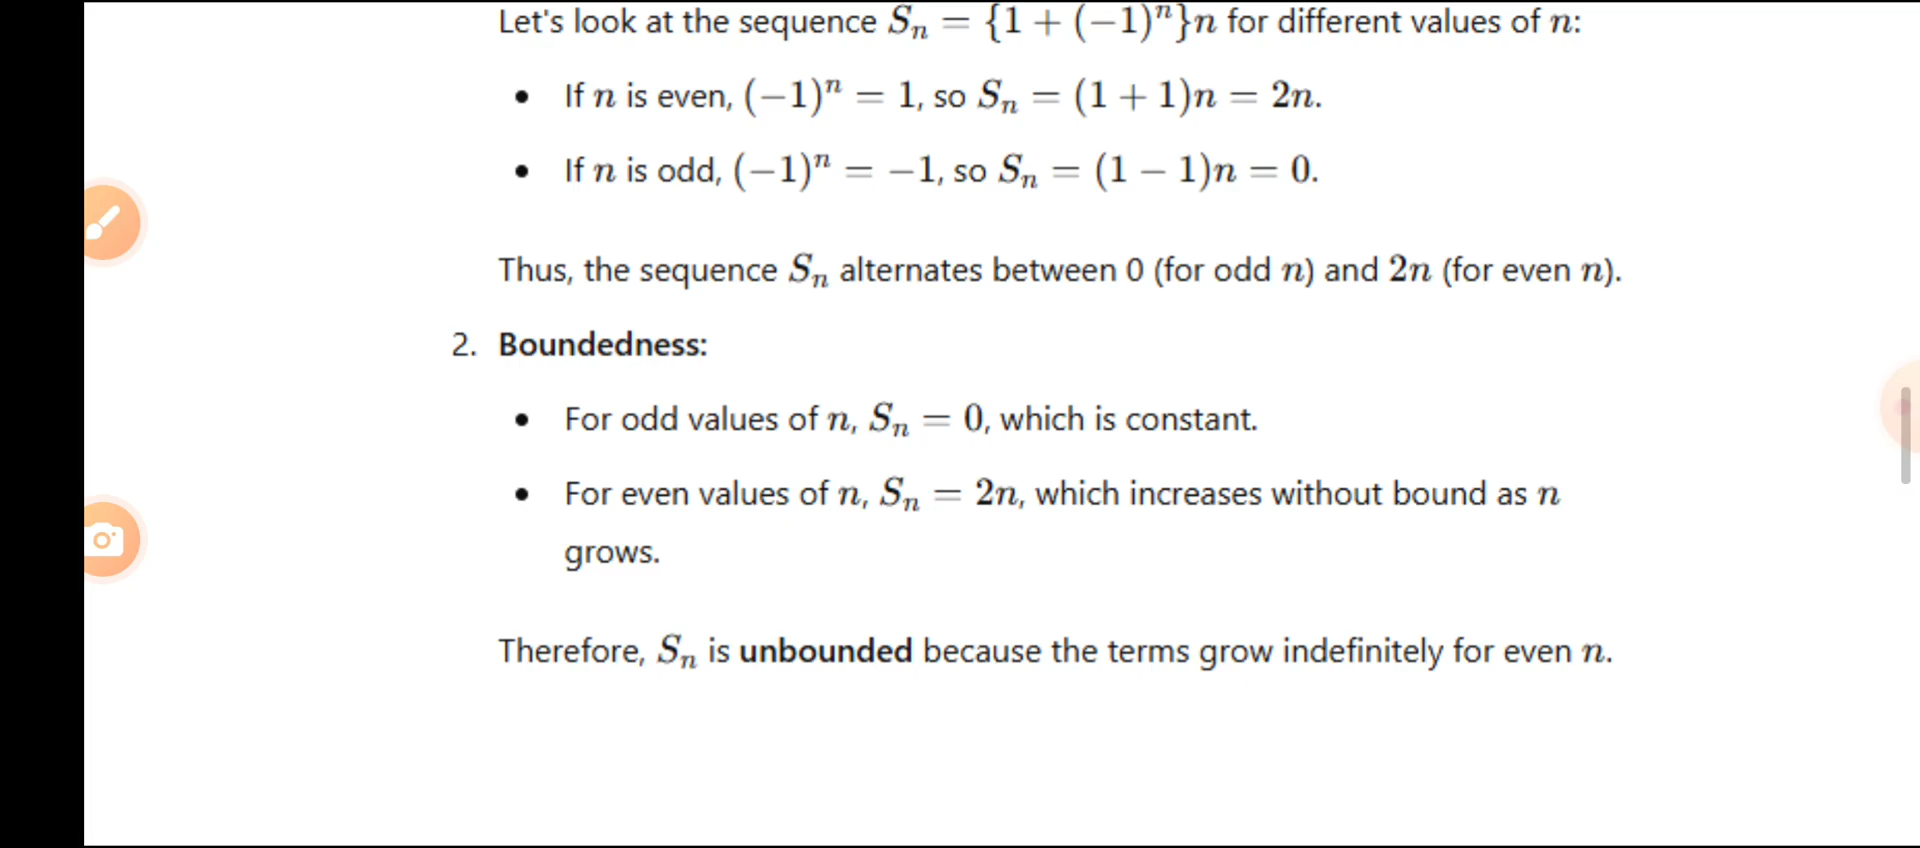 Let's look at the sequence Sₙ = {1 + (−1)ⁿ}n for different values of n:
• If n is even, (−1)ⁿ = 1, so Sₙ = (1 + 1)n = 2n.
• If n is odd, (−1)ⁿ = −1, so Sₙ = (1 − 1)n = 0.
Thus, the sequence Sₙ alternates between 0 (for odd n) and 2n (for even n).
2. Boundedness:
• For odd values of n, Sₙ = 0, which is constant.
• For even values of n, Sₙ = 2n, which increases without bound as n
grows.
Therefore, Sₙ is unbounded because the terms grow indefinitely for even n.